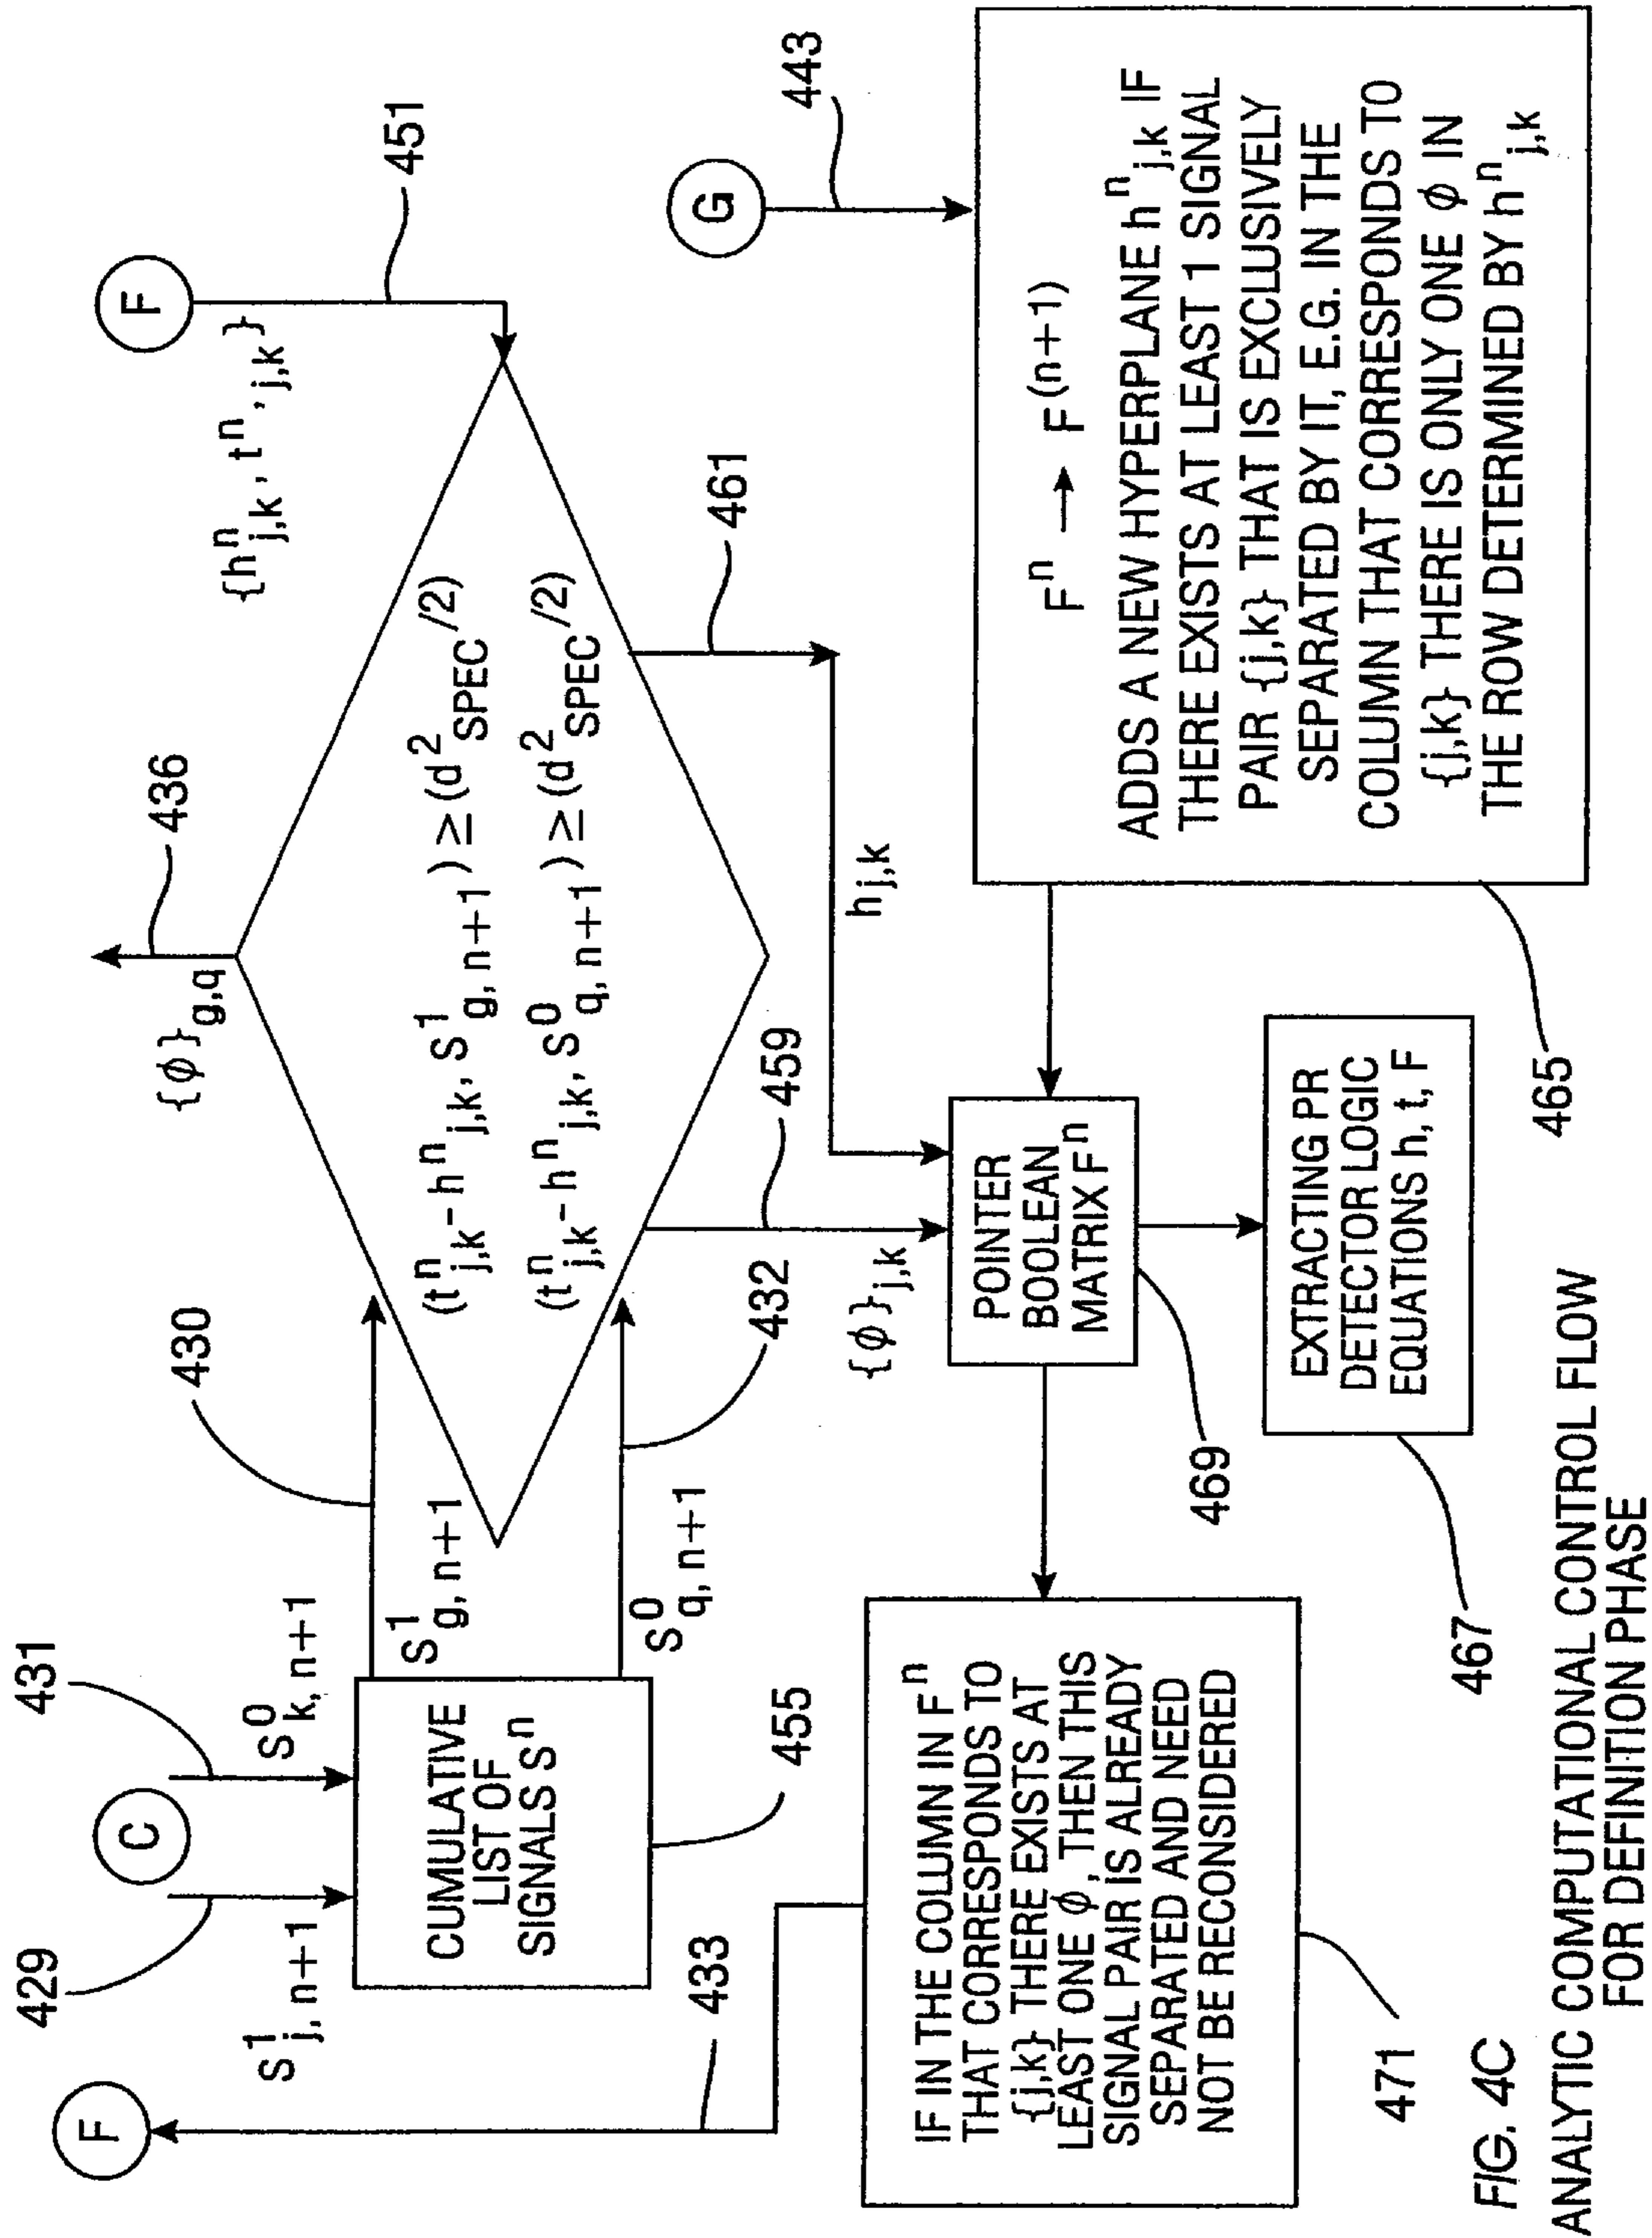 F
433
429
C
431
S¹j, n+1
S⁰k, n+1
CUMULATIVE
LIST OF
SIGNALS Sⁿ
455
430
S¹g, n+1
S⁰q, n+1
432
436
{ϕ}g,q
F
451
{hⁿj,k, tⁿ, j,k}
(tⁿj,k - hⁿj,k, S¹g, n+1) ≥ (d²SPEC/2)
(tⁿj,k - hⁿj,k, S⁰q, n+1) ≥ (d²SPEC/2)
459
461
{ϕ}j,k
hj,k
G
443
IF IN THE COLUMN IN Fⁿ
THAT CORRESPONDS TO
{j,k} THERE EXISTS AT
LEAST ONE ϕ, THEN THIS
SIGNAL PAIR IS ALREADY
SEPARATED AND NEED
NOT BE RECONSIDERED
471
POINTER
BOOLEAN
MATRIX Fⁿ
469
EXTRACTING PR
DETECTOR LOGIC
EQUATIONS h, t, F
467
Fⁿ → F⁽ⁿ⁺¹⁾
ADDS A NEW HYPERPLANE hⁿj,k IF
THERE EXISTS AT LEAST 1 SIGNAL
PAIR {j,k} THAT IS EXCLUSIVELY
SEPARATED BY IT, E.G. IN THE
COLUMN THAT CORRESPONDS TO
{j,k} THERE IS ONLY ONE ϕ IN
THE ROW DETERMINED BY hⁿj,k
465
FIG. 4C
ANALYTIC COMPUTATIONAL CONTROL FLOW
FOR DEFINITION PHASE